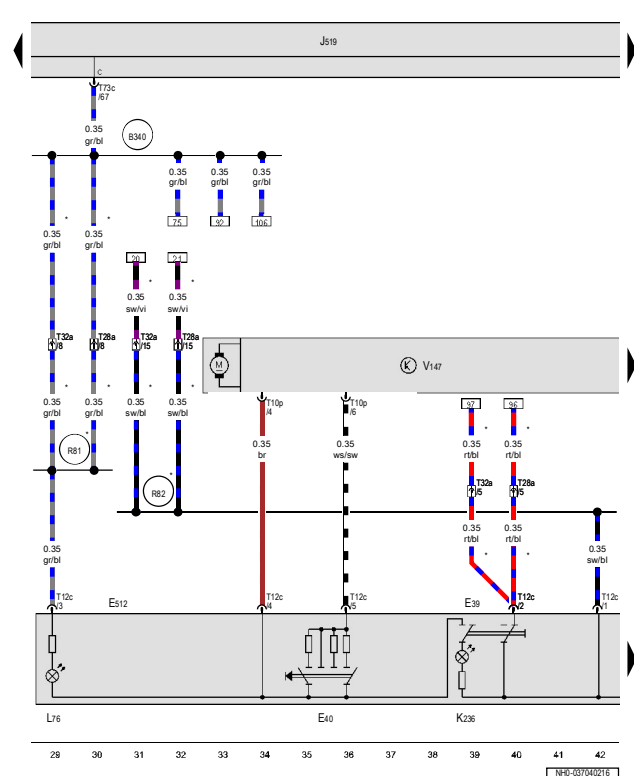 J519
c
T73c
/67
0.35
gr/bl
B340
0.35 0.35 0.35
gr/bl gr/bl gr/bl
* *
75 92 106
0.35 0.35
gr/bl gr/bl
20 21
* *
0.35 0.35
sw/vi sw/vi
T32a T28a T32a T28a
/8 /8 /15 /15
M
K V147
* * * *
0.35 0.35 0.35 0.35
gr/bl gr/bl sw/bl sw/bl
T10p T10p
/4 /6
97 96
* *
R81 *
0.35 0.35 0.35 0.35
br ws/sw rt/bl rt/bl
R82 *
T32a T28a
/5 /5
0.35 0.35 0.35 0.35
gr/bl rt/bl rt/bl sw/bl
* *
T12c T12c T12c T12c T12c
/3 /4 /5 /2 /1
E512 E39
L76 E40 K236
29 30 31 32 33 34 35 36 37 38 39 40 41 42
NH0-037040216